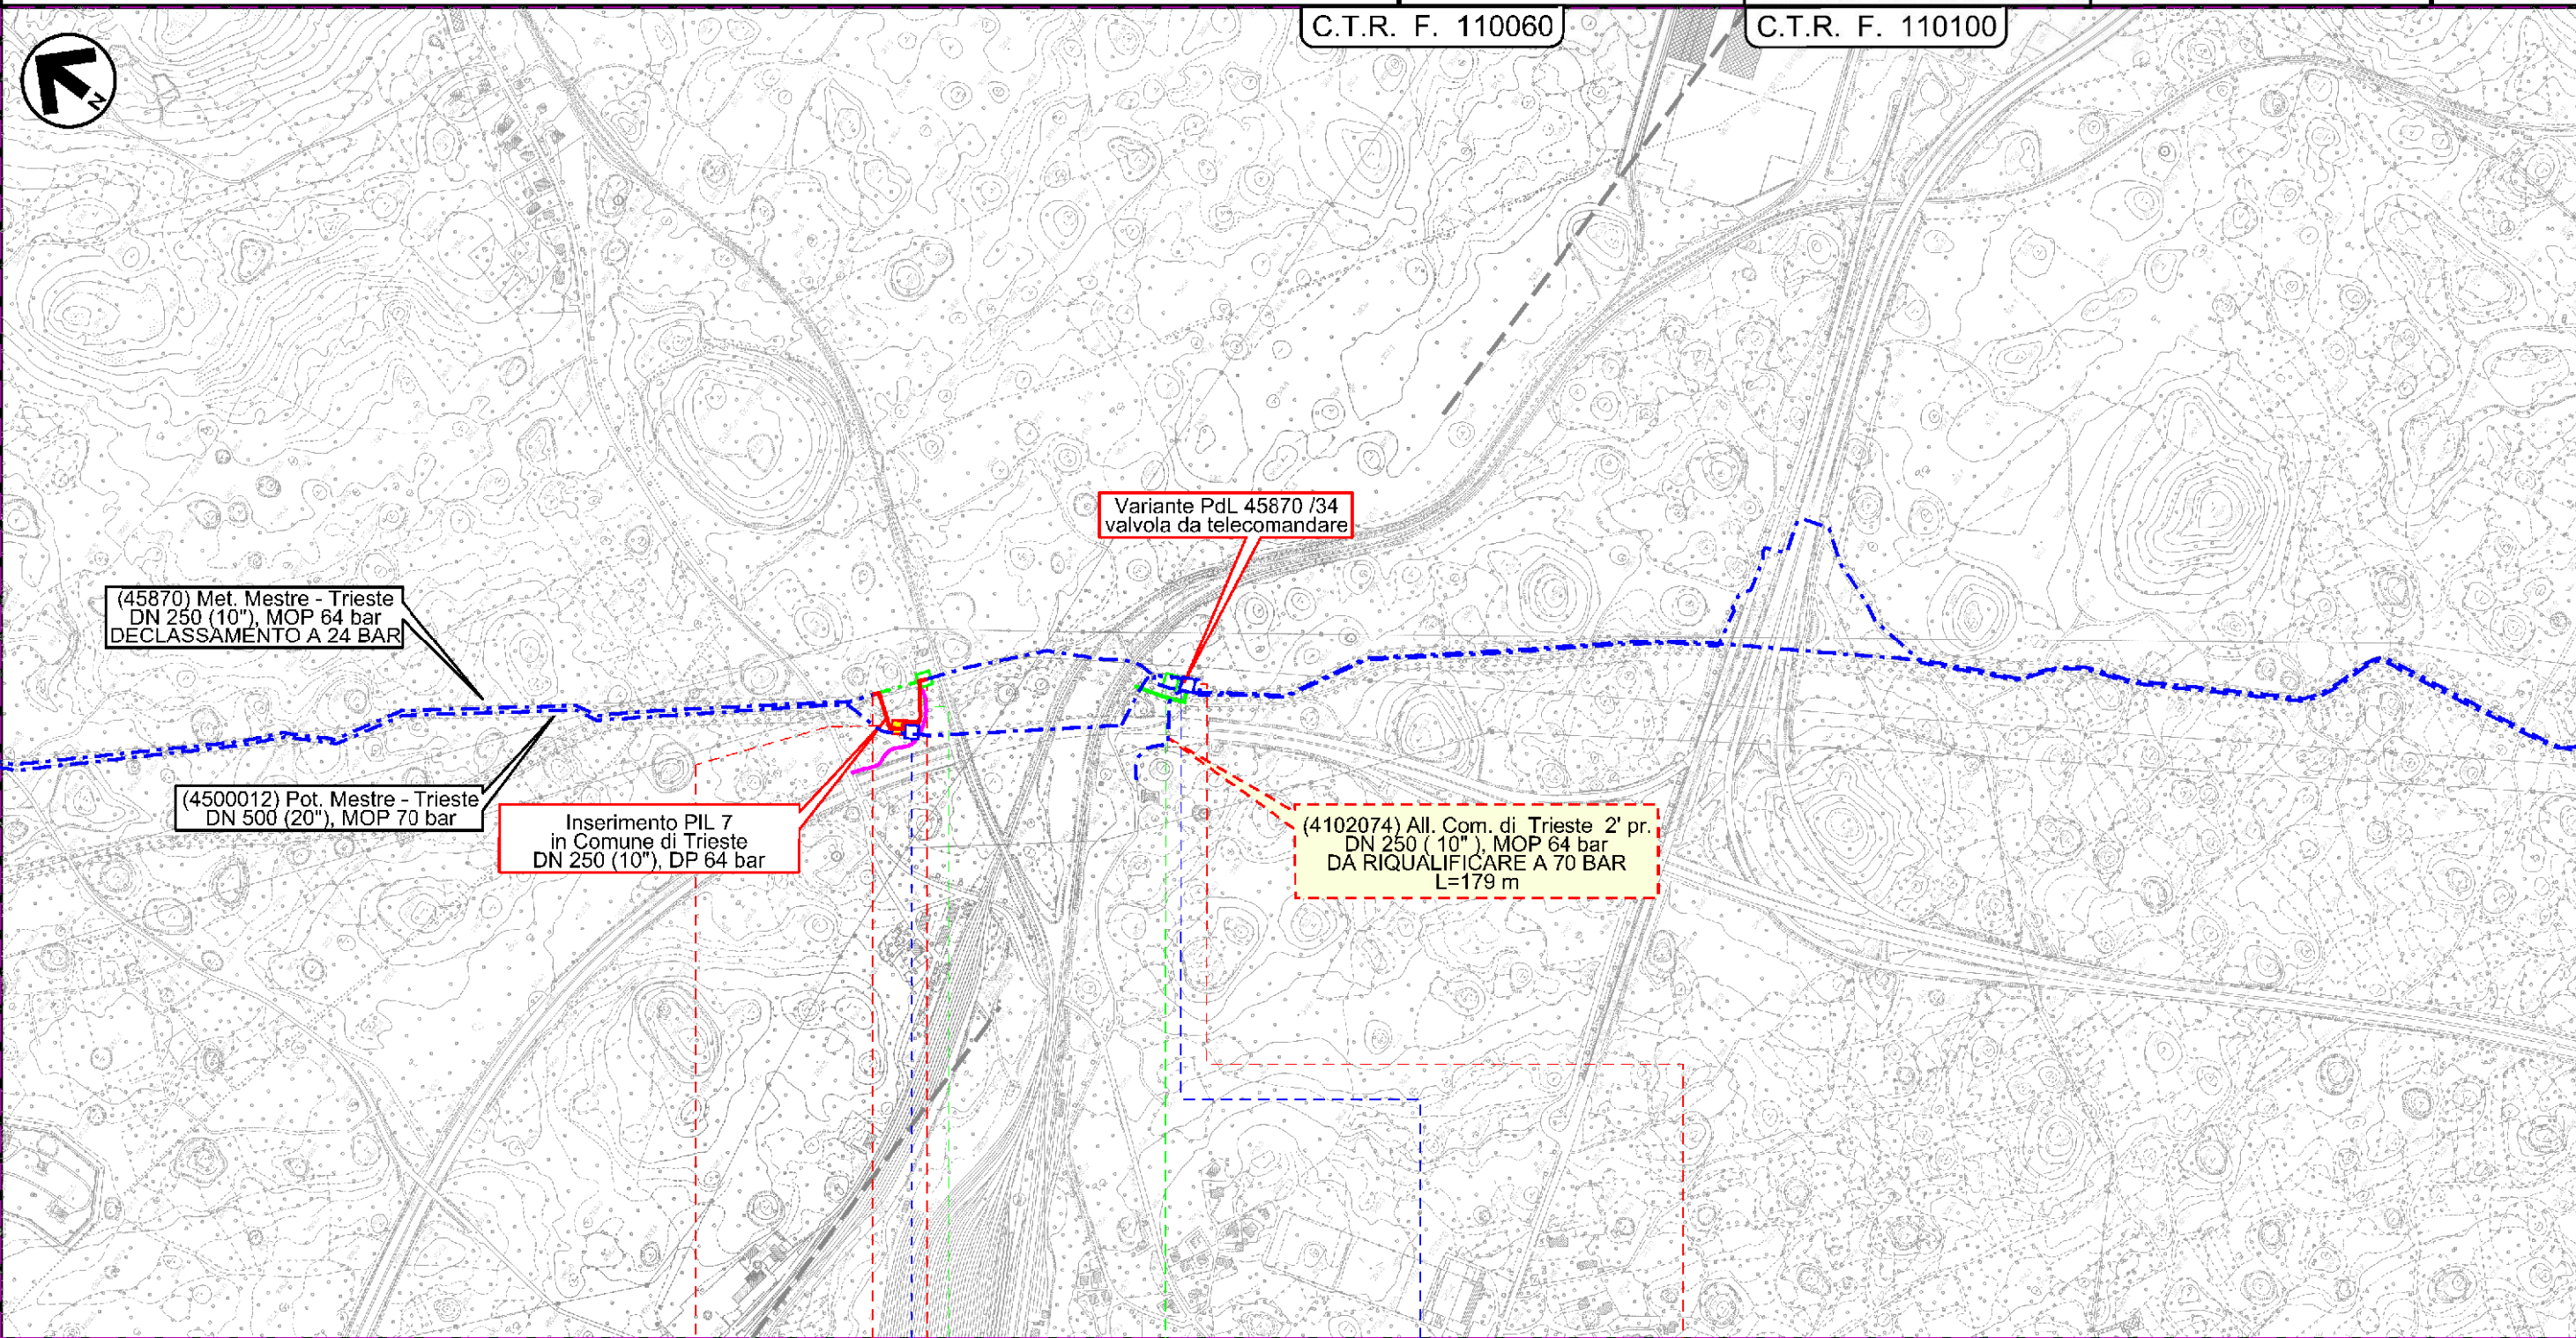 C.T.R. F. 110060
C.T.R. F. 110100
N
Variante PdL 45870 /34
valvola da telecomandare
(45870) Met. Mestre - Trieste
DN 250 (10"), MOP 64 bar
DECLASSAMENTO A 24 BAR
(4500012) Pot. Mestre - Trieste
DN 500 (20"), MOP 70 bar
Inserimento PIL 7
in Comune di Trieste
DN 250 (10"), DP 64 bar
(4102074) All. Com. di Trieste 2' pr.
DN 250 ( 10" ), MOP 64 bar
DA RIQUALIFICARE A 70 BAR
L=179 m